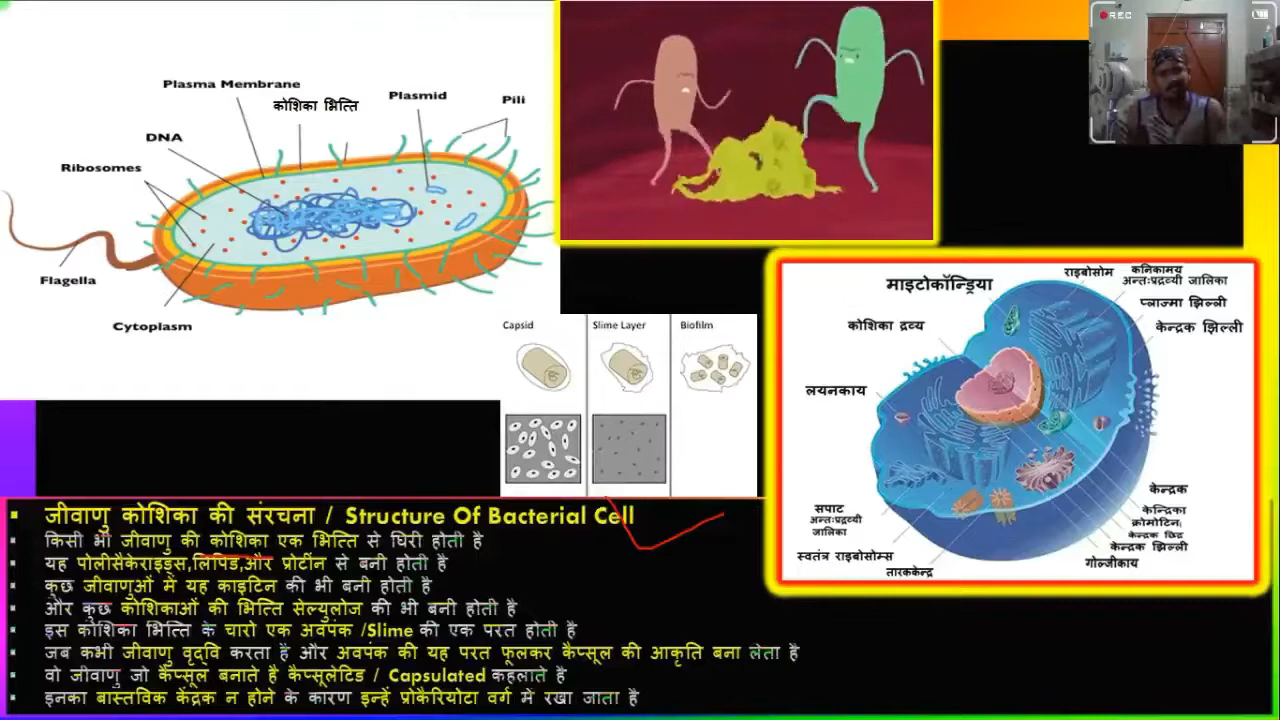 Plasma Membrane
कोशिका भित्ति
Plasmid
Pili
DNA
Ribosomes
Flagella
Cytoplasm
REC
Capsid
Slime Layer
Biofilm
माइटोकॉन्ड्रिया
राइबोसोम
कनिकामय
अन्तःप्रद्रव्यी जालिका
प्लाज्मा झिल्ली
कोशिका द्रव्य
केन्द्रक झिल्ली
लयनकाय
केन्द्रक
सपाट
अन्तःप्रद्रव्यी
जालिका
केन्द्रिका
क्रोमोटिन
केन्द्रक छिद्र
केन्द्रक झिल्ली
स्वतंत्र राइबोसोम्स
गोल्जीकाय
तारककेन्द्र
जीवाणु कोशिका की संरचना / Structure Of Bacterial Cell
किसी भी जीवाणु की कोशिका एक भित्ति से घिरी होती है
यह पोलीसैकराइड्स,लिपिड,और प्रोटीन से बनी होती है
कुछ जीवाणुओं में यह काइटिन की भी बनी होती है
और कुछ कोशिकाओं की भित्ति सेल्युलोज की भी बनी होती है
इस कोशिका भित्ति के चारो एक अवपंक /Slime की एक परत होती है
जब कभी जीवाणु वृद्वि करता है और अवपंक की यह परत फूलकर कैप्सूल की आकृति बना लेता है
वो जीवाणु जो कैप्सूल बनाते है कैप्सूलेटिड / Capsulated कहलाते है
इनका बास्तविक केंद्रक न होने के कारण इन्हें प्रोकैरियोटा वर्ग में रखा जाता है